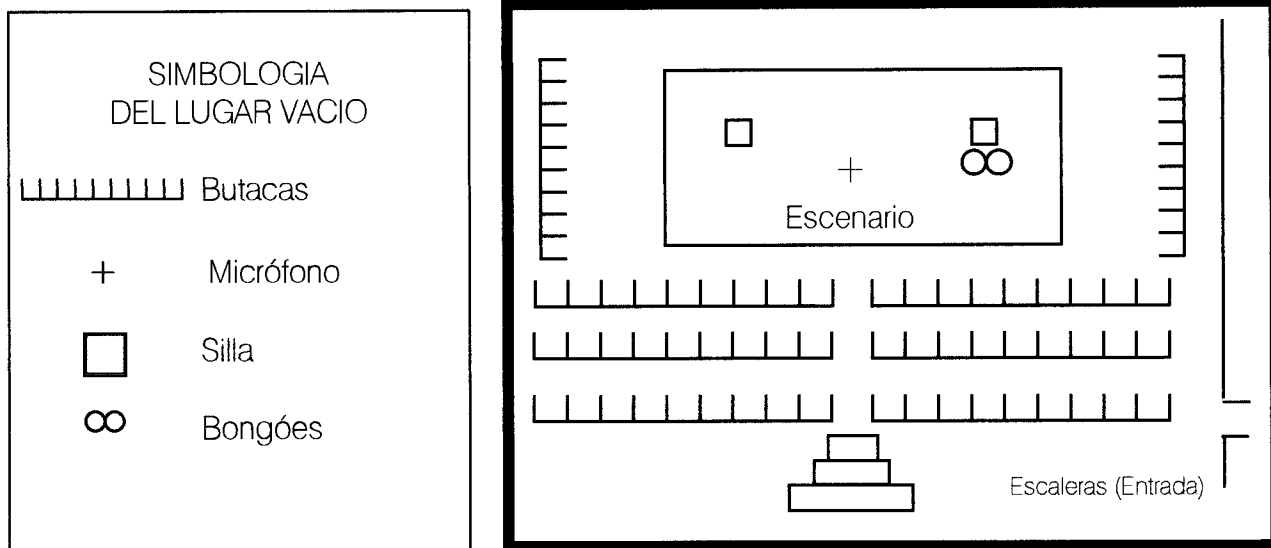 SIMBOLOGIA
DEL LUGAR VACIO
Butacas
Micrófono
Silla
Bongóes
Escenario
Escaleras (Entrada)